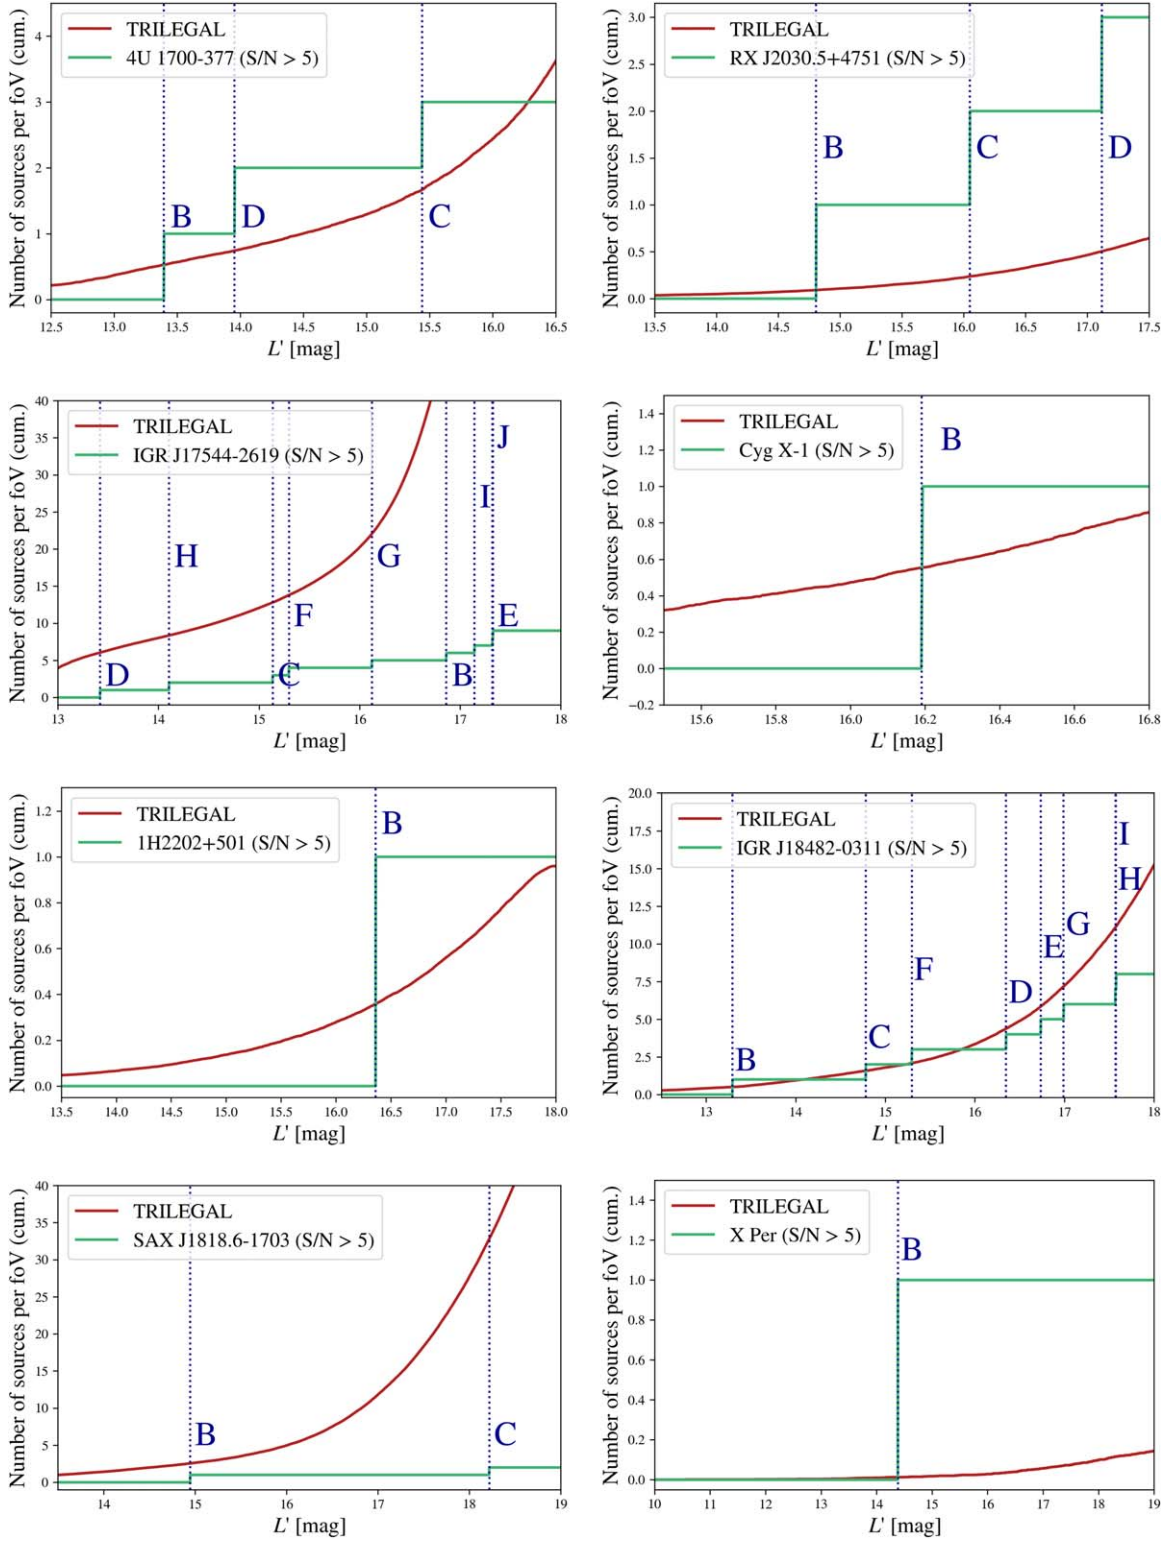 TRILEGAL
4U 1700-377 (S/N > 5)
B
D
C
Number of sources per foV (cum.)
4
3
2
1
0
12.5 13.0 13.5 14.0 14.5 15.0 15.5 16.0 16.5
L' [mag]
TRILEGAL
RX J2030.5+4751 (S/N > 5)
B
C
D
Number of sources per foV (cum.)
3.0
2.5
2.0
1.5
1.0
0.5
0.0
13.5 14.0 14.5 15.0 15.5 16.0 16.5 17.0 17.5
L' [mag]
TRILEGAL
IGR J17544-2619 (S/N > 5)
J
I
H
G
F
E
D
C
B
Number of sources per foV (cum.)
40
35
30
25
20
15
10
5
0
13 14 15 16 17 18
L' [mag]
TRILEGAL
Cyg X-1 (S/N > 5)
B
Number of sources per foV (cum.)
1.4
1.2
1.0
0.8
0.6
0.4
0.2
0.0
−0.2
15.6 15.8 16.0 16.2 16.4 16.6 16.8
L' [mag]
TRILEGAL
1H2202+501 (S/N > 5)
B
Number of sources per foV (cum.)
1.2
1.0
0.8
0.6
0.4
0.2
0.0
13.5 14.0 14.5 15.0 15.5 16.0 16.5 17.0 17.5 18.0
L' [mag]
TRILEGAL
IGR J18482-0311 (S/N > 5)
I
H
G
E
F
D
C
B
Number of sources per foV (cum.)
20.0
17.5
15.0
12.5
10.0
7.5
5.0
2.5
0.0
13 14 15 16 17 18
L' [mag]
TRILEGAL
SAX J1818.6-1703 (S/N > 5)
B
C
Number of sources per foV (cum.)
40
35
30
25
20
15
10
5
0
14 15 16 17 18 19
L' [mag]
TRILEGAL
X Per (S/N > 5)
B
Number of sources per foV (cum.)
1.4
1.2
1.0
0.8
0.6
0.4
0.2
0.0
10 11 12 13 14 15 16 17 18 19
L' [mag]